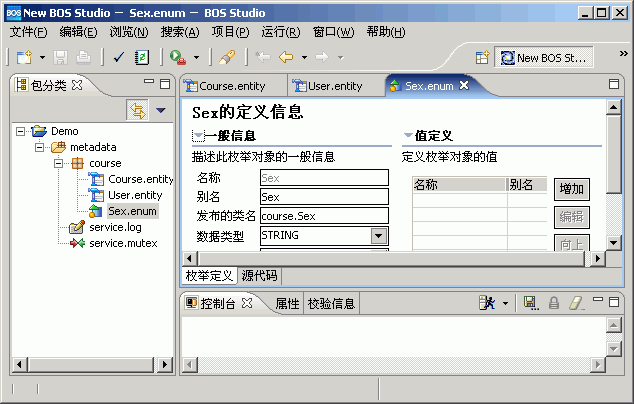 New BOS Studio － Sex.enum － BOS Studio
文件(F) 编辑(E) 浏览(N) 搜索(A) 项目(P) 运行(R) 窗口(W) 帮助(H)
New BOS St...
包分类
Demo
metadata
course
Course.entity
User.entity
Sex.enum
service.log
service.mutex
Course.entity User.entity Sex.enum
Sex的定义信息
一般信息
描述此枚举对象的一般信息
名称 Sex
别名 Sex
发布的类名 course.Sex
数据类型 STRING
值定义
定义枚举对象的值
名称 别名
增加
编辑
向上
枚举定义 源代码
控制台 属性 校验信息